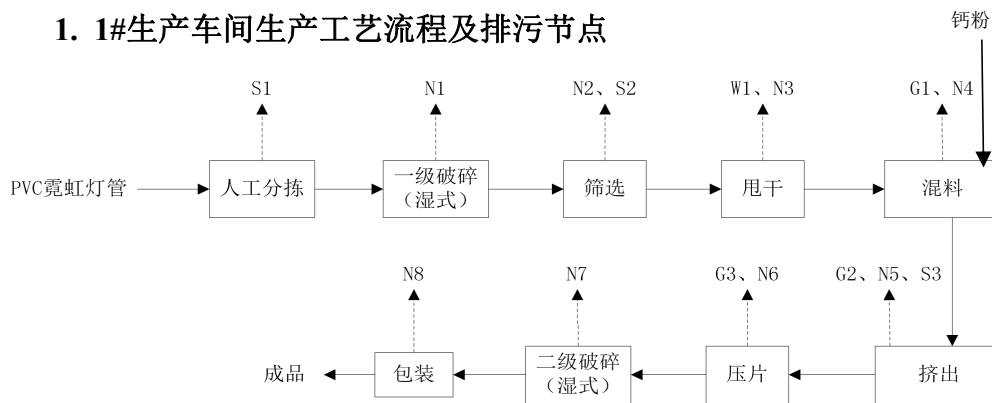 1. 1#生产车间生产工艺流程及排污节点
钙粉
S1
N1
N2、S2
W1、N3
G1、N4
PVC霓虹灯管
人工分拣
一级破碎
（湿式）
筛选
甩干
混料
N8
N7
G3、N6
G2、N5、S3
成品
包装
二级破碎
（湿式）
压片
挤出